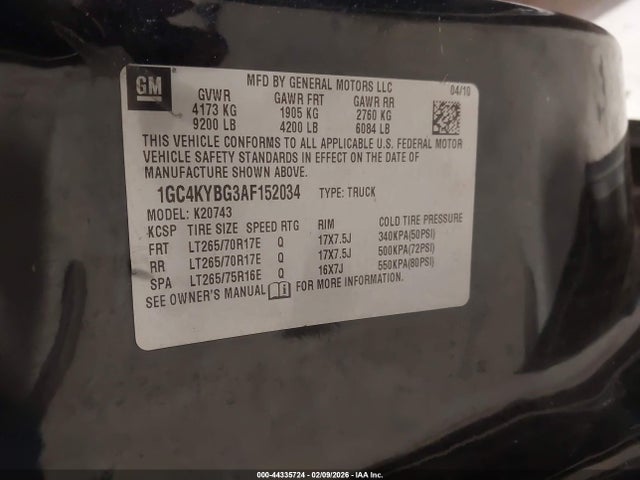 GM
MFD BY GENERAL MOTORS LLC
04/10
GVWR GAWR FRT GAWR RR
4173 KG 1905 KG 2760 KG
9200 LB 4200 LB 6084 LB
THIS VEHICLE CONFORMS TO ALL APPLICABLE U.S. FEDERAL MOTOR
VEHICLE SAFETY STANDARDS IN EFFECT ON THE DATE OF
MANUFACTURE SHOWN ABOVE.
1GC4KYBG3AF152034 TYPE: TRUCK
MODEL: K20743
KCSP TIRE SIZE SPEED RTG RIM COLD TIRE PRESSURE
FRT LT265/70R17E Q 17X7.5J 340KPA(50PSI)
RR LT265/70R17E Q 17X7.5J 500KPA(72PSI)
SPA LT265/75R16E Q 16X7J 550KPA(80PSI)
SEE OWNER'S MANUAL FOR MORE INFORMATION.
000-44335724 - 02/09/2026 - IAA Inc.